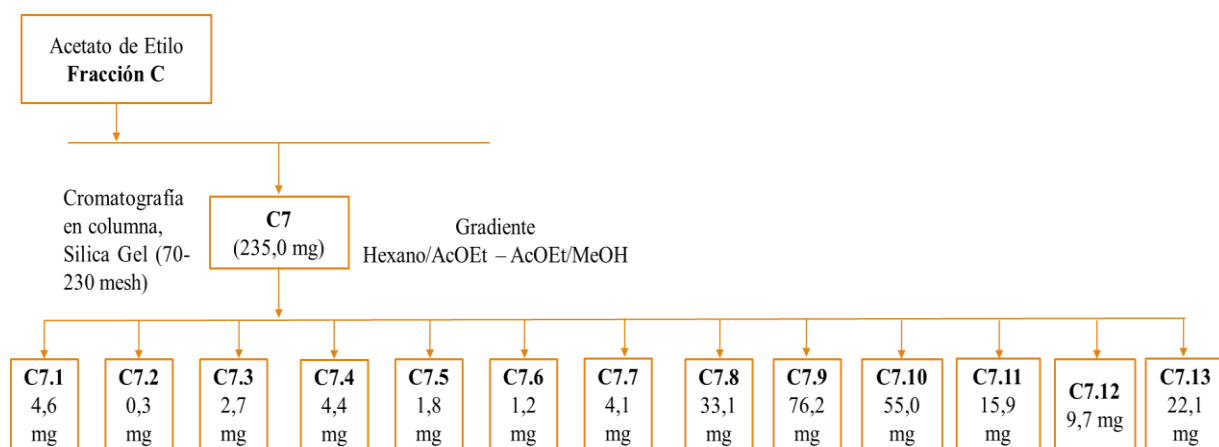 Acetato de Etilo
Fracción C
Cromatografía
en columna,
Silica Gel (70-
230 mesh)
C7
(235,0 mg)
Gradiente
Hexano/AcOEt – AcOEt/MeOH
C7.1
4,6
mg
C7.2
0,3
mg
C7.3
2,7
mg
C7.4
4,4
mg
C7.5
1,8
mg
C7.6
1,2
mg
C7.7
4,1
mg
C7.8
33,1
mg
C7.9
76,2
mg
C7.10
55,0
mg
C7.11
15,9
mg
C7.12
9,7 mg
C7.13
22,1
mg